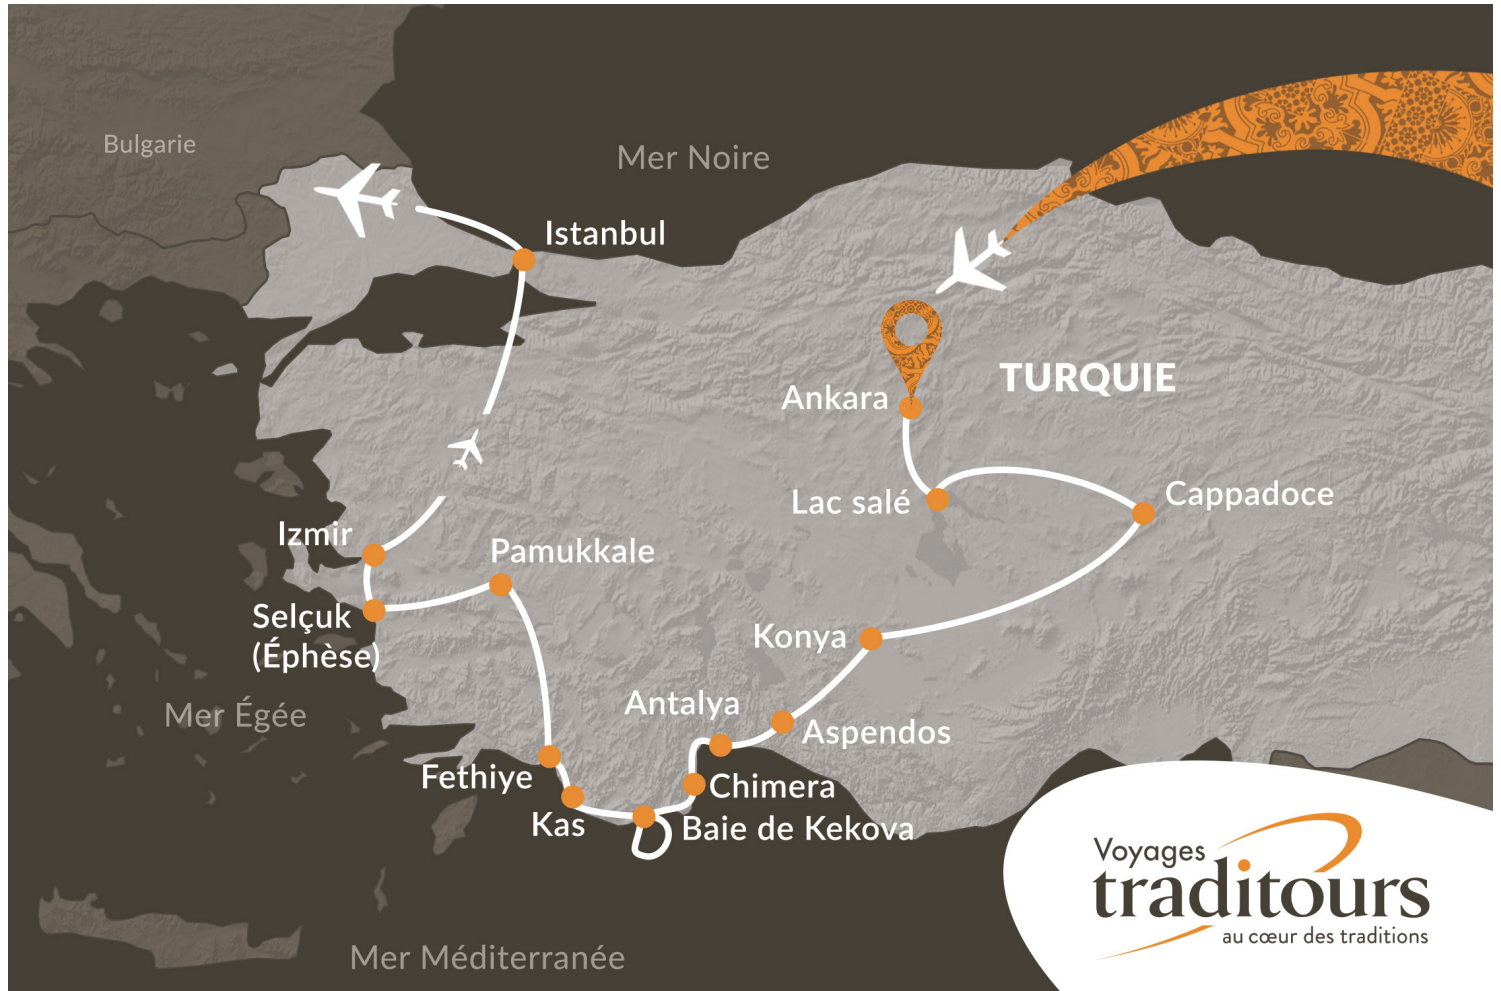 Bulgarie
Mer Noire
Istanbul
TURQUIE
Ankara
Lac salé
Cappadoce
Izmir
Pamukkale
Selçuk
(Éphèse)
Konya
Mer Égée
Antalya
Aspendos
Fethiye
Chimera
Kas
Baie de Kekova
Voyages
traditours
au cœur des traditions
Mer Méditerranée